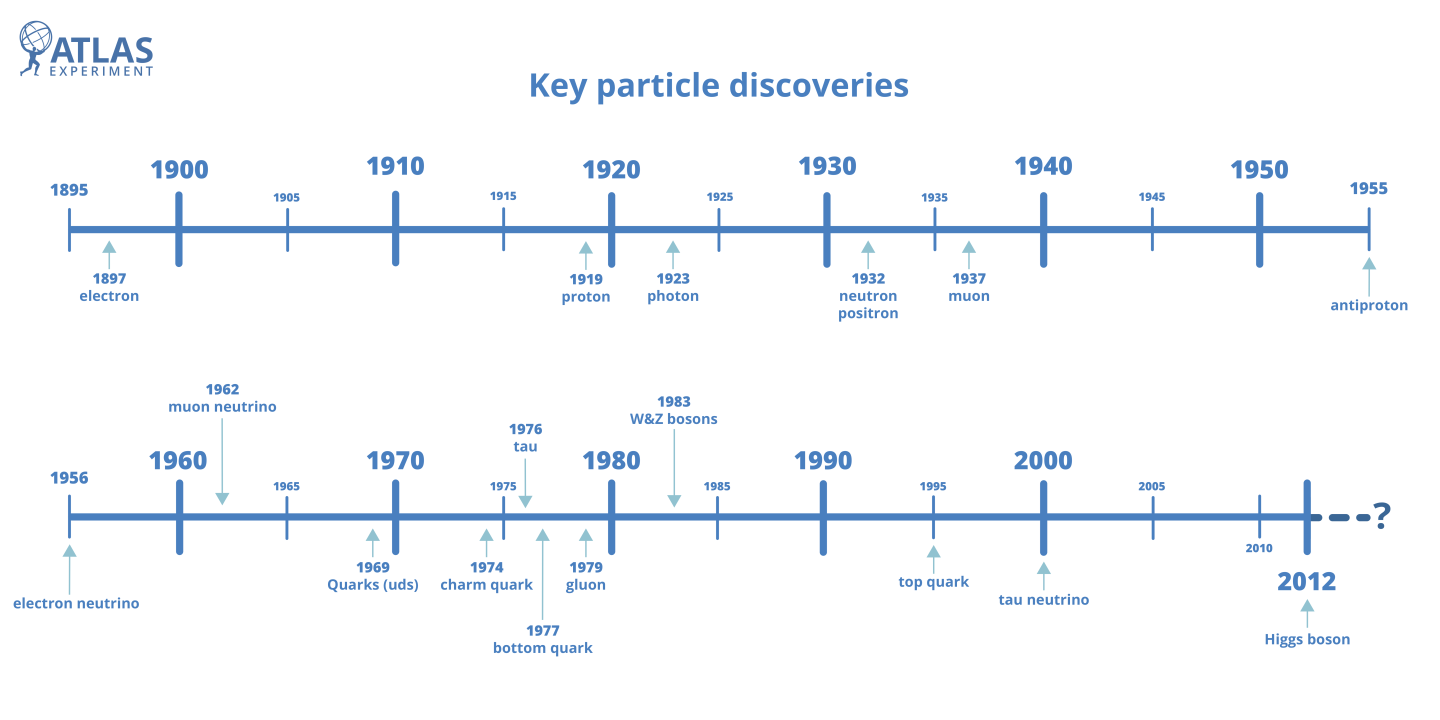 ATLAS
EXPERIMENT
Key particle discoveries
1895
1900
1905
1910
1915
1920
1925
1930
1935
1940
1945
1950
1955
1897
electron
1919
proton
1923
photon
1932
neutron
positron
1937
muon
antiproton
1962
muon neutrino
1976
tau
1983
W&Z bosons
1956
1960
1965
1970
1975
1980
1985
1990
1995
2000
2005
2010
?
electron neutrino
1969
Quarks (uds)
1974
charm quark
1977
bottom quark
1979
gluon
top quark
tau neutrino
2012
Higgs boson